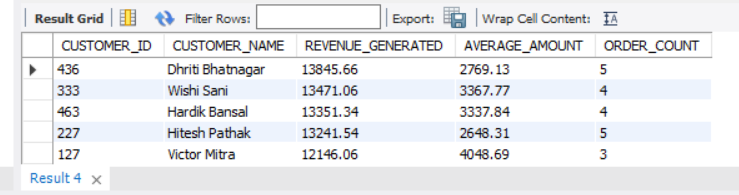 Result Grid Filter Rows: Export: Wrap Cell Content: IA
CUSTOMER_ID CUSTOMER_NAME REVENUE_GENERATED AVERAGE_AMOUNT ORDER_COUNT
436 Dhriti Bhatnagar 13845.66 2769.13 5
333 Wishi Sani 13471.06 3367.77 4
463 Hardik Bansal 13351.34 3337.84 4
227 Hitesh Pathak 13241.54 2648.31 5
127 Victor Mitra 12146.06 4048.69 3
Result 4 ×